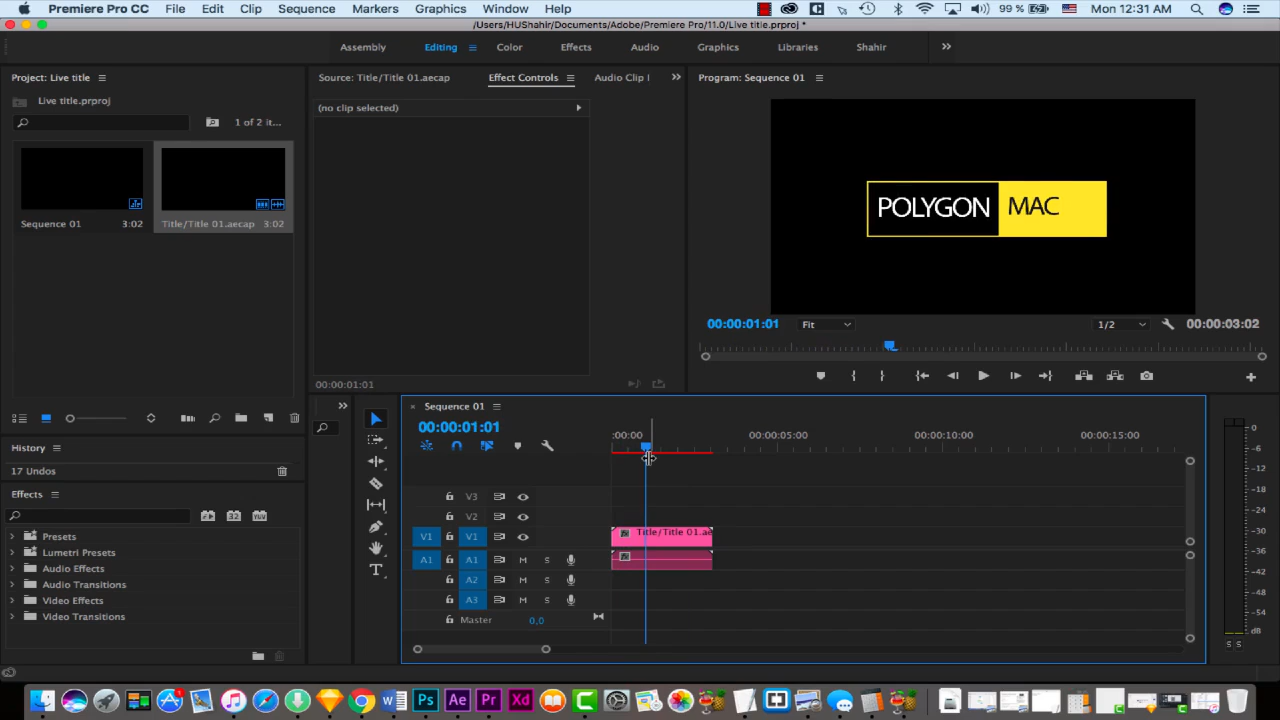 Premiere Pro CC File Edit Clip Sequence Markers Graphics Window Help 99 % Mon 12:31 AM
/Users/HUShahir/Documents/Adobe/Premiere Pro/11.0/Live title.prproj *
Assembly Editing Color Effects Audio Graphics Libraries Shahir
Project: Live title
Live title.prproj
1 of 2 it...
Sequence 01 3:02
Title/Title 01.aecap 3:02
Source: Title/Title 01.aecap Effect Controls Audio Clip I
(no clip selected)
00:00:01:01
Program: Sequence 01
POLYGON MAC
00:00:01:01 Fit 1/2 00:00:03:02
History
17 Undos
Effects
32 YUV
Presets
Lumetri Presets
Audio Effects
Audio Transitions
Video Effects
Video Transitions
Sequence 01
00:00:01:01
:00:00 00:00:05:00 00:00:10:00 00:00:15:00
V3
V2
V1 V1 Title/Title 01.ae
A1 A1 M S
A2 M S
A3 M S
Master 0,0
0
-6
-12
-18
-24
-30
-36
-42
-48
-54
dB
S S
Ps Ae Pr W Xd